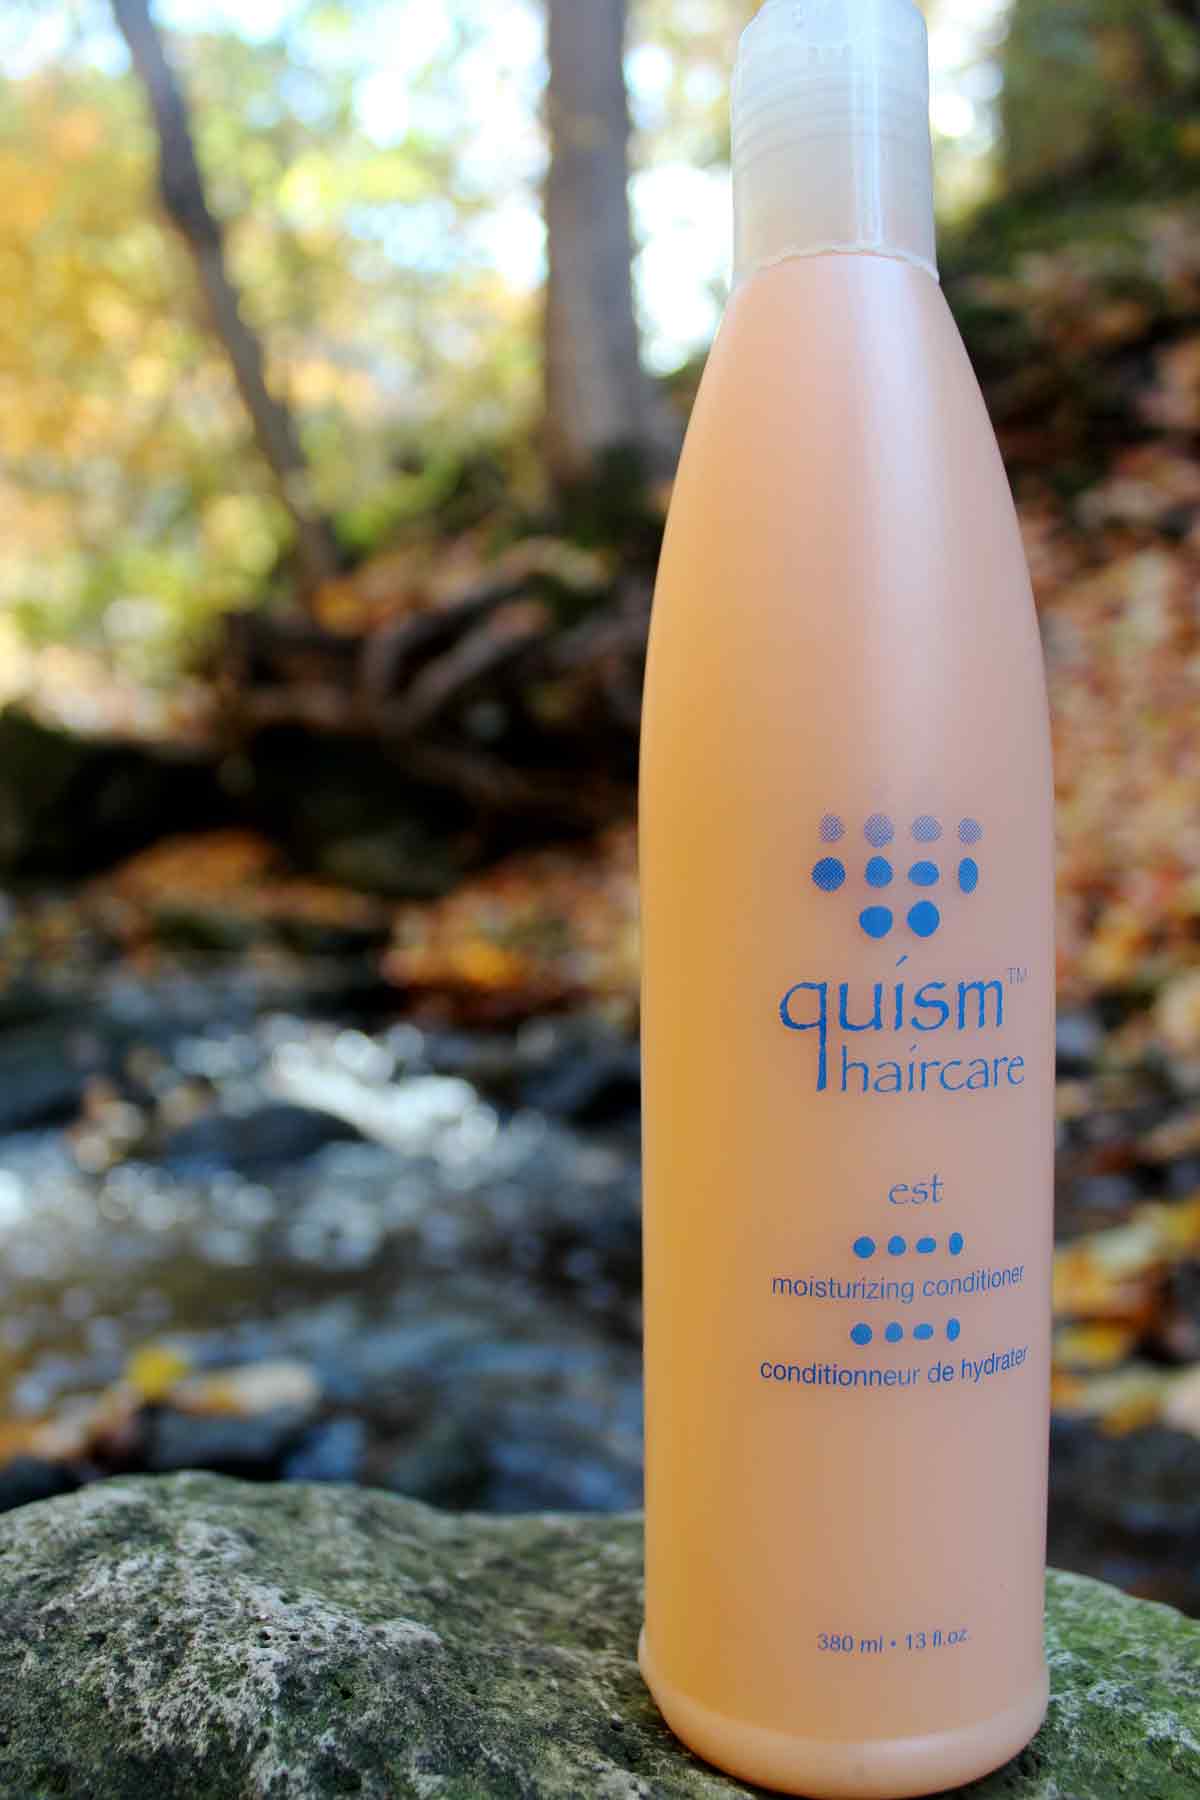 quism™
haircare
est
moisturizing conditioner
conditionneur de hydrater
380 ml • 13 fl.oz.